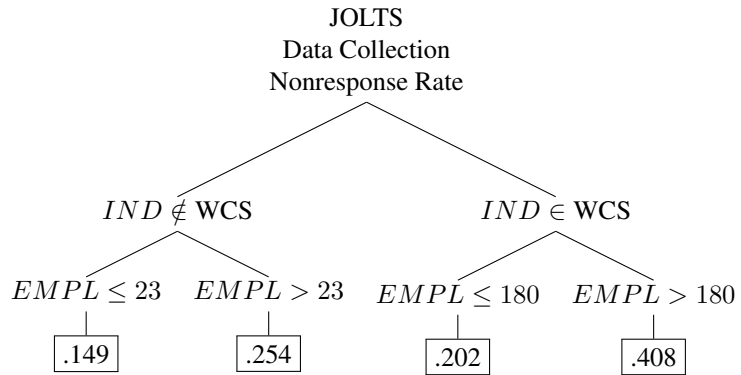 JOLTS
Data Collection
Nonresponse Rate
IND ∉ WCS
IND ∈ WCS
EMPL ≤ 23
EMPL > 23
EMPL ≤ 180
EMPL > 180
.149
.254
.202
.408